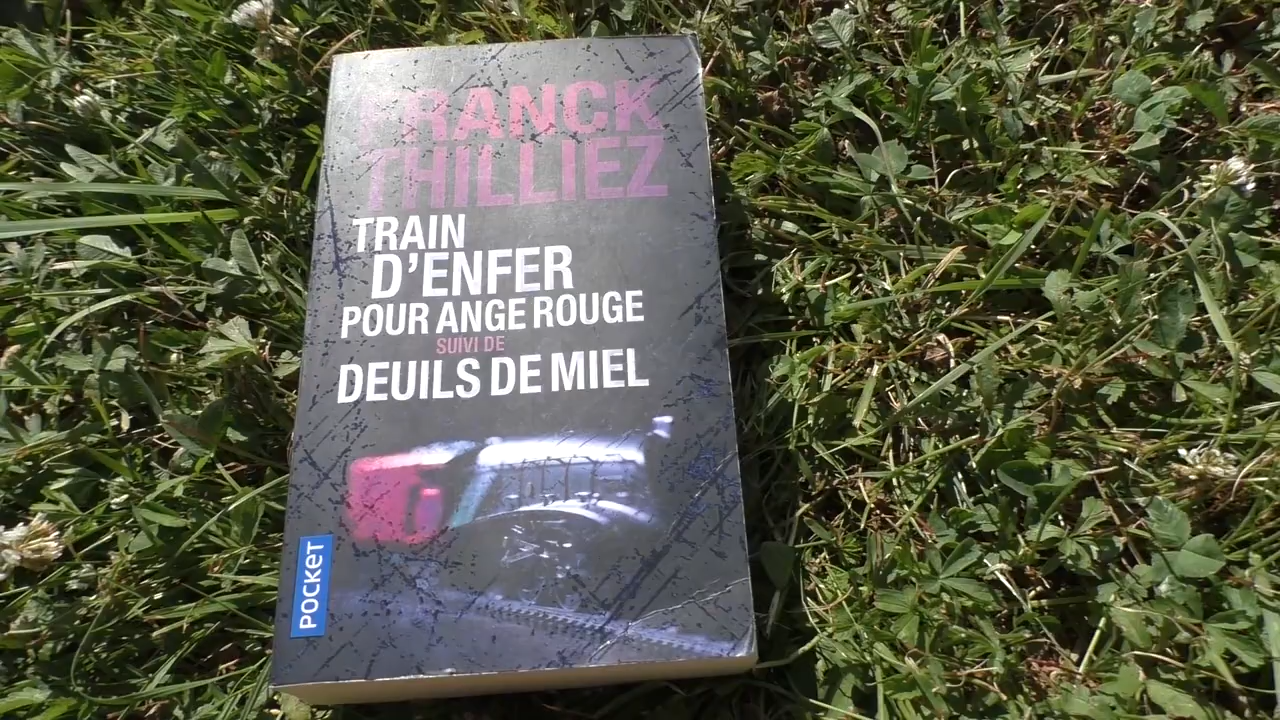 FRANCK
THILLIEZ
TRAIN
D'ENFER
POUR ANGE ROUGE
SUIVI DE
DEUILS DE MIEL
POCKET